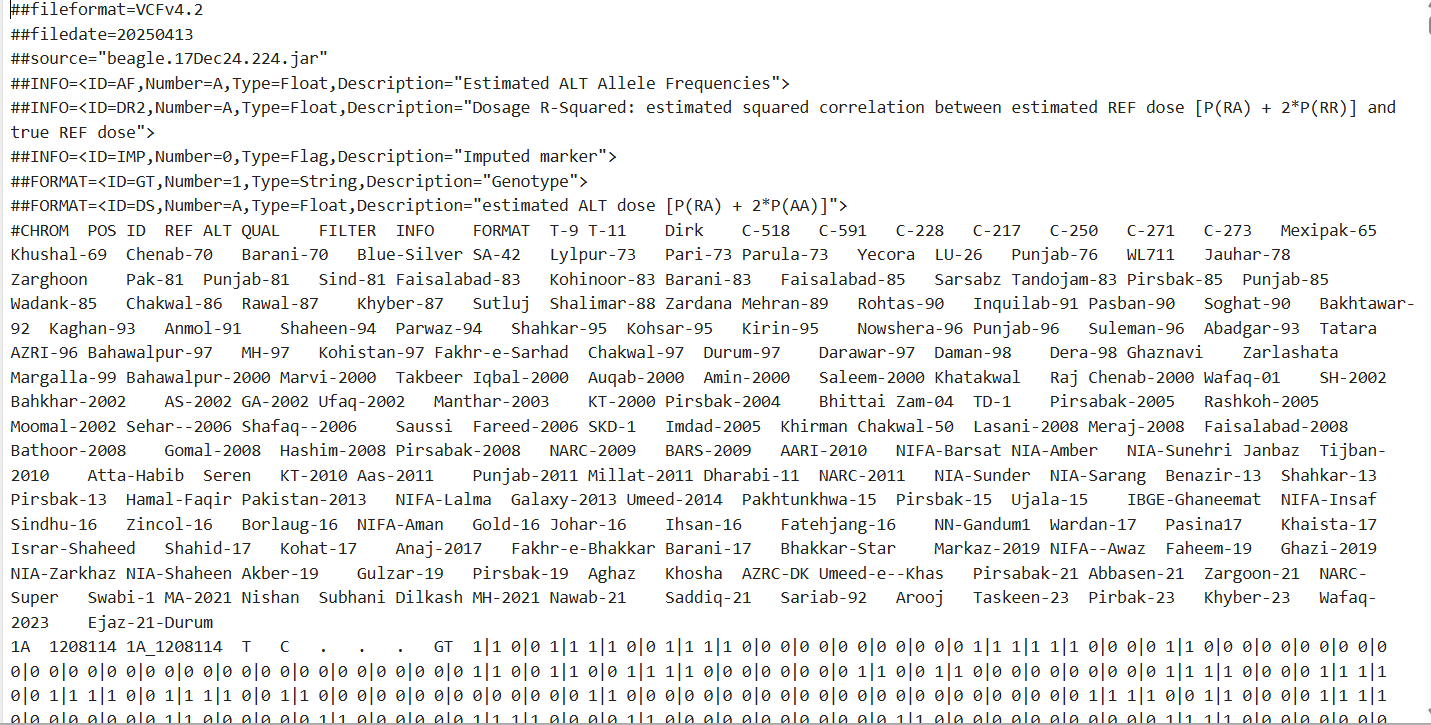 ##fileformat=VCFv4.2
##filedate=20250413
##source="beagle.17Dec24.224.jar"
##INFO=<ID=AF,Number=A,Type=Float,Description="Estimated ALT Allele Frequencies">
##INFO=<ID=DR2,Number=A,Type=Float,Description="Dosage R-Squared: estimated squared correlation between estimated REF dose [P(RA) + 2*P(RR)] and
true REF dose">
##INFO=<ID=IMP,Number=0,Type=Flag,Description="Imputed marker">
##FORMAT=<ID=GT,Number=1,Type=String,Description="Genotype">
##FORMAT=<ID=DS,Number=A,Type=Float,Description="estimated ALT dose [P(RA) + 2*P(AA)]">
#CHROM POS ID REF ALT QUAL FILTER INFO FORMAT T-9 T-11 Dirk C-518 C-591 C-228 C-217 C-250 C-271 C-273 Mexipak-65
Khushal-69 Chenab-70 Barani-70 Blue-Silver SA-42 Lylpur-73 Pari-73 Parula-73 Yecora LU-26 Punjab-76 WL711 Jauhar-78
Zarghoon Pak-81 Punjab-81 Sind-81 Faisalabad-83 Kohinoor-83 Barani-83 Faisalabad-85 Sarsabz Tandojam-83 Pirsbak-85 Punjab-85
Wadank-85 Chakwal-86 Rawal-87 Khyber-87 Sutluj Shalimar-88 Zardana Mehran-89 Rohtas-90 Inquilab-91 Pasban-90 Soghat-90 Bakhtawar-
92 Kaghan-93 Anmol-91 Shaheen-94 Parwaz-94 Shahkar-95 Kohsar-95 Kirin-95 Nowshera-96 Punjab-96 Suleman-96 Abadgar-93 Tatara
AZRI-96 Bahawalpur-97 MH-97 Kohistan-97 Fakhr-e-Sarhad Chakwal-97 Durum-97 Darawar-97 Daman-98 Dera-98 Ghaznavi Zarlashata
Margalla-99 Bahawalpur-2000 Marvi-2000 Takbeer Iqbal-2000 Auqab-2000 Amin-2000 Saleem-2000 Khatakwal Raj Chenab-2000 Wafaq-01 SH-2002
Bahkhar-2002 AS-2002 GA-2002 Ufaq-2002 Manthar-2003 KT-2000 Pirsbak-2004 Bhittai Zam-04 TD-1 Pirsabak-2005 Rashkoh-2005
Moomal-2002 Sehar--2006 Shafaq--2006 Saussi Fareed-2006 SKD-1 Imdad-2005 Khirman Chakwal-50 Lasani-2008 Meraj-2008 Faisalabad-2008
Bathoor-2008 Gomal-2008 Hashim-2008 Pirsabak-2008 NARC-2009 BARS-2009 AARI-2010 NIFA-Barsat NIA-Amber NIA-Sunehri Janbaz Tijban-
2010 Atta-Habib Seren KT-2010 Aas-2011 Punjab-2011 Millat-2011 Dharabi-11 NARC-2011 NIA-Sunder NIA-Sarang Benazir-13 Shahkar-13
Pirsbak-13 Hamal-Faqir Pakistan-2013 NIFA-Lalma Galaxy-2013 Umeed-2014 Pakhtunkhwa-15 Pirsbak-15 Ujala-15 IBGE-Ghaneemat NIFA-Insaf
Sindhu-16 Zincol-16 Borlaug-16 NIFA-Aman Gold-16 Johar-16 Ihsan-16 Fatehjang-16 NN-Gandum1 Wardan-17 Pasina17 Khaista-17
Israr-Shaheed Shahid-17 Kohat-17 Anaj-2017 Fakhr-e-Bhakkar Barani-17 Bhakkar-Star Markaz-2019 NIFA--Awaz Faheem-19 Ghazi-2019
NIA-Zarkhaz NIA-Shaheen Akber-19 Gulzar-19 Pirsbak-19 Aghaz Khosha AZRC-DK Umeed-e--Khas Pirsabak-21 Abbasen-21 Zargoon-21 NARC-
Super Swabi-1 MA-2021 Nishan Subhani Dilkash MH-2021 Nawab-21 Saddiq-21 Sariab-92 Arooj Taskeen-23 Pirbak-23 Khyber-23 Wafaq-
2023 Ejaz-21-Durum
1A 1208114 1A_1208114 T C . . . GT 1|1 0|0 1|1 1|1 0|0 1|1 1|1 0|0 0|0 0|0 0|0 0|0 0|0 1|1 1|1 1|1 0|0 0|0 1|1 0|0 0|0 0|0 0|0 0|0
0|0 0|0 0|0 0|0 0|0 0|0 0|0 0|0 0|0 0|0 0|0 0|0 1|1 0|0 1|1 0|0 1|1 1|1 0|0 0|0 0|0 0|0 1|1 0|0 1|1 0|0 0|0 0|0 0|0 1|1 1|1 0|0 0|0 1|1 1|1
0|0 1|1 1|1 0|0 1|1 1|1 0|0 1|1 0|0 0|0 0|0 0|0 0|0 0|0 0|0 1|1 0|0 0|0 0|0 0|0 0|0 0|0 0|0 0|0 0|0 0|0 0|0 0|0 1|1 1|1 0|0 1|1 0|0 0|0 1|1 1|1